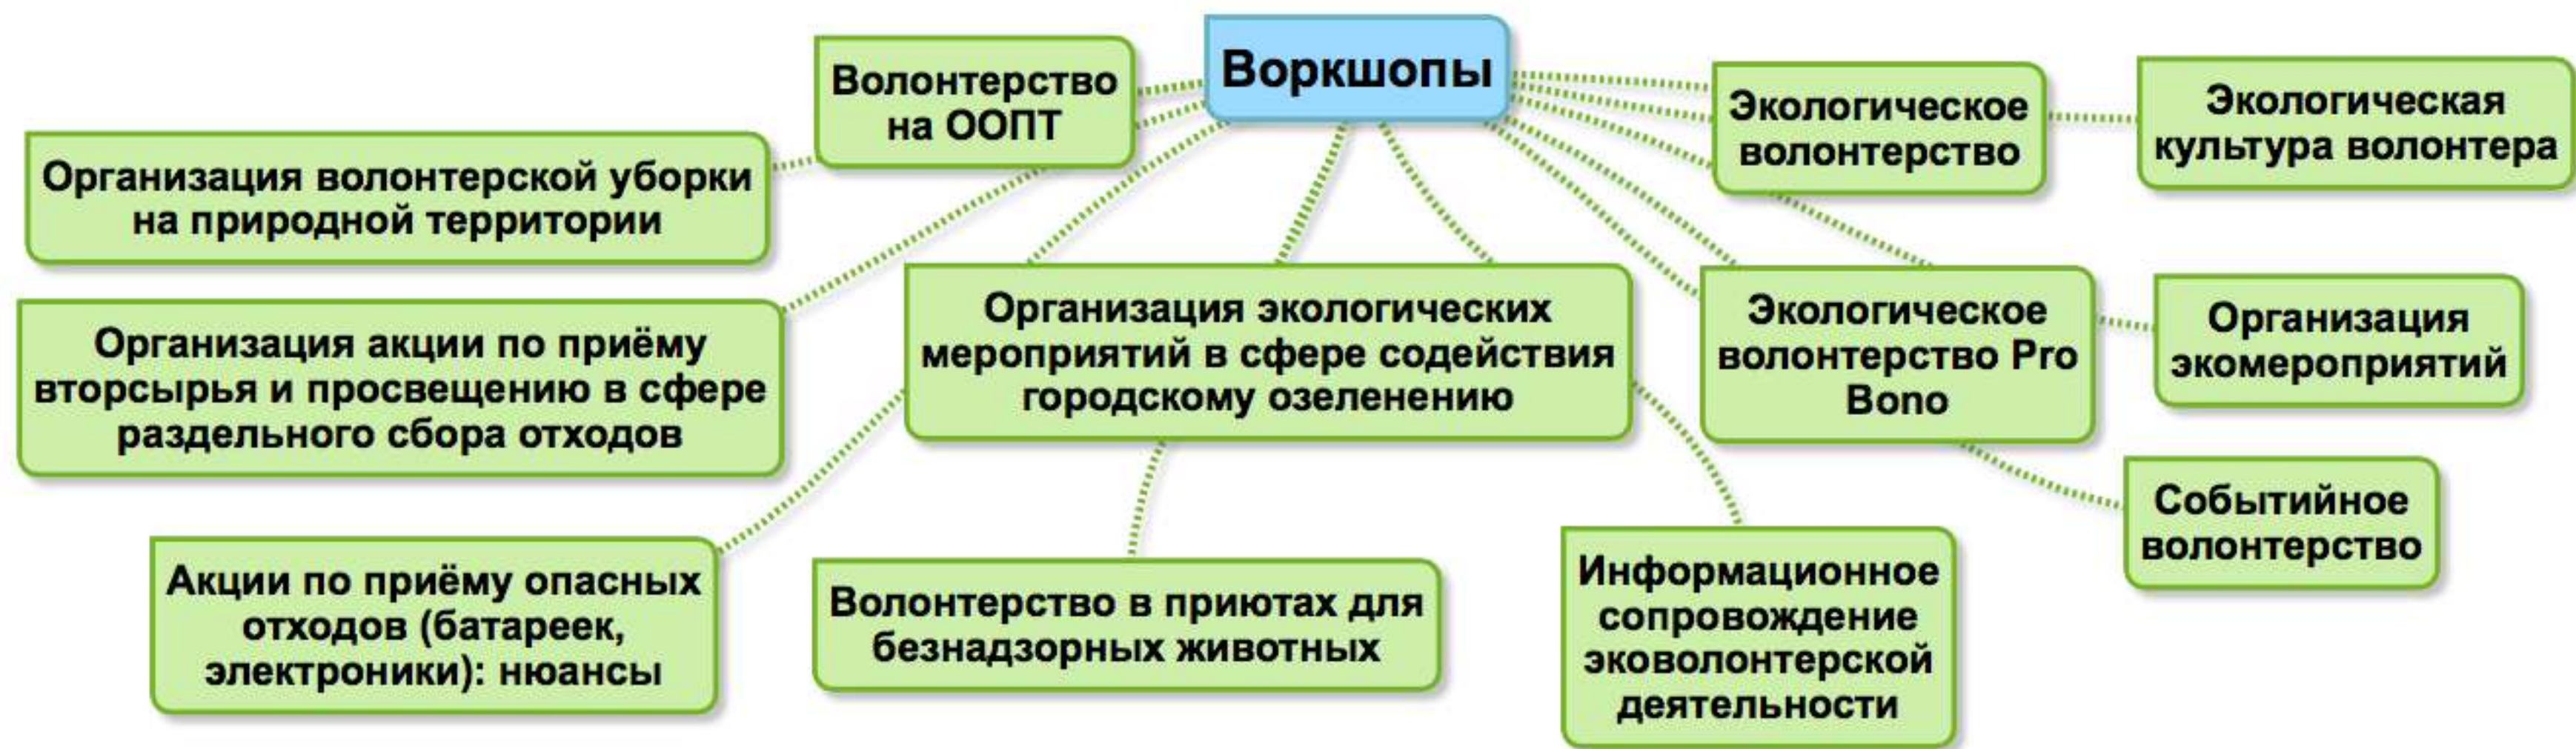 Воркшопы
Волонтерство
на ООПТ
Экологическое
волонтерство
Экологическая
культура волонтера
Организация волонтерской уборки
на природной территории
Организация экологических
мероприятий в сфере содействия
городскому озеленению
Экологическое
волонтерство Pro
Bono
Организация
экомероприятий
Организация акции по приёму
вторсырья и просвещению в сфере
раздельного сбора отходов
Событийное
волонтерство
Акции по приёму опасных
отходов (батареек,
электроники): нюансы
Волонтерство в приютах для
безнадзорных животных
Информационное
сопровождение
эковолонтерской
деятельности